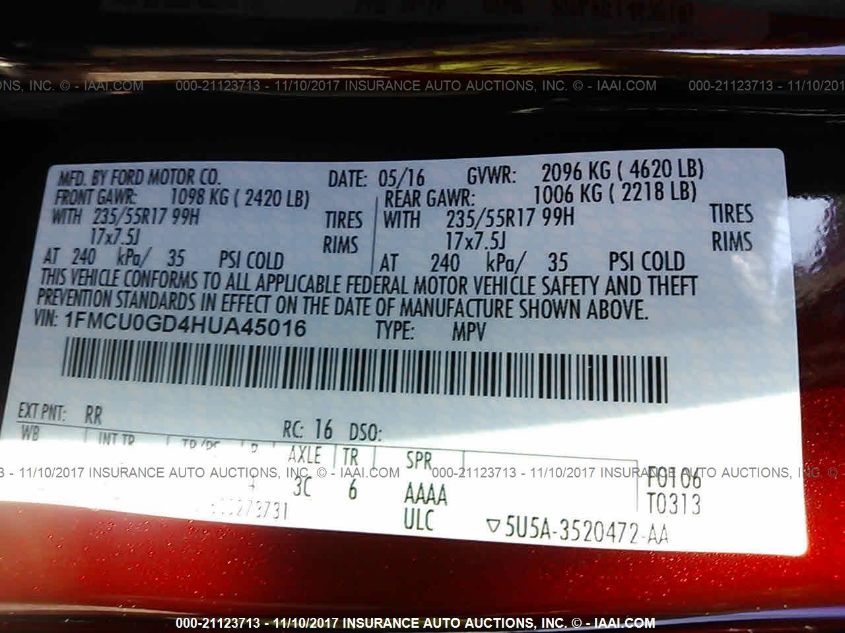 INC. © - IAAI.COM 000-21123713 - 11/10/2017 INSURANCE AUTO AUCTIONS, INC. © - IAAI.COM 000-21123713
MFD. BY FORD MOTOR CO. DATE: 05/16 GVWR: 2096 KG ( 4620 LB)
FRONT GAWR: 1098 KG ( 2420 LB) REAR GAWR: 1006 KG ( 2218 LB)
WITH 235/55R17 99H TIRES WITH 235/55R17 99H TIRES
17x7.5J RIMS 17x7.5J RIMS
AT 240 kPa/ 35 PSI COLD AT 240 kPa/ 35 PSI COLD
THIS VEHICLE CONFORMS TO ALL APPLICABLE FEDERAL MOTOR VEHICLE SAFETY AND THEFT
PREVENTION STANDARDS IN EFFECT ON THE DATE OF MANUFACTURE SHOWN ABOVE.
VIN: 1FMCU0GD4HUA45016 TYPE: MPV
EXT PNT: RR RC: 16 DSO:
WB INT TR AXLE TR SPR
3C 6 AAAA F0106
ULC T0313
▽5U5A-3520472-AA
11/10/2017 INSURANCE AUTO AUCTIONS, INC. © - IAAI.COM 000-21123713 - 11/10/2017 INSURANCE AUTO AUCTIONS,
000-21123713 - 11/10/2017 INSURANCE AUTO AUCTIONS, INC. © - IAAI.COM